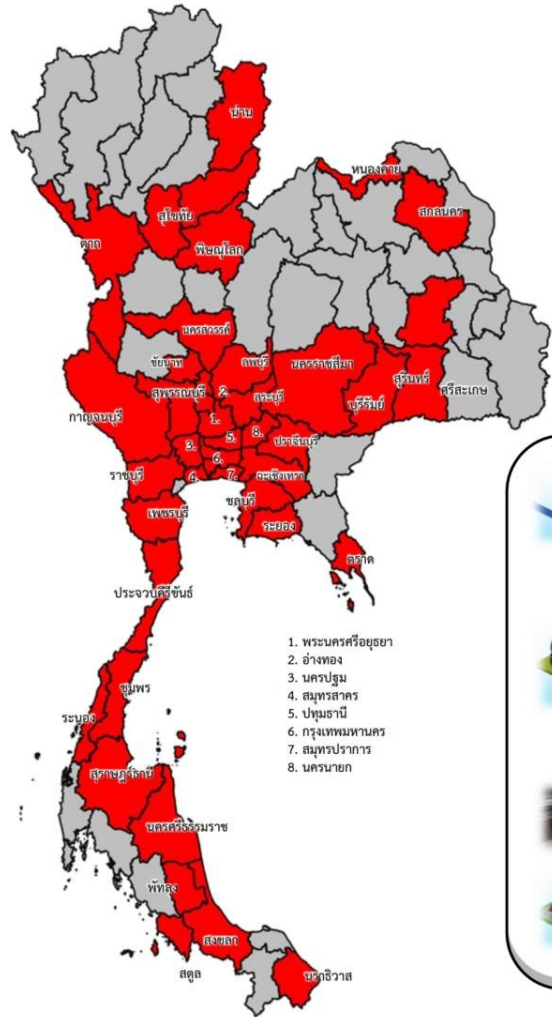 น่าน
หนองคาย
สกลนคร
สุโขทัย
ตาก
พิษณุโลก
นครสวรรค์
ชัยนาท
ลพบุรี
นครราชสีมา
สุรินทร์
ศรีสะเกษ
บุรีรัมย์
สุพรรณบุรี
2.
สระบุรี
กาญจนบุรี
1.
8.
5.
ปราจีนบุรี
3.
6.
ราชบุรี
4.
7.
ฉะเชิงเทรา
ชลบุรี
เพชรบุรี
ระยอง
ตราด
ประจวบคีรีขันธ์
1. พระนครศรีอยุธยา
2. อ่างทอง
3. นครปฐม
4. สมุทรสาคร
5. ปทุมธานี
6. กรุงเทพมหานคร
7. สมุทรปราการ
8. นครนายก
ชุมพร
ระนอง
สุราษฎร์ธานี
นครศรีธรรมราช
พัทลุง
สงขลา
สตูล
นราธิวาส